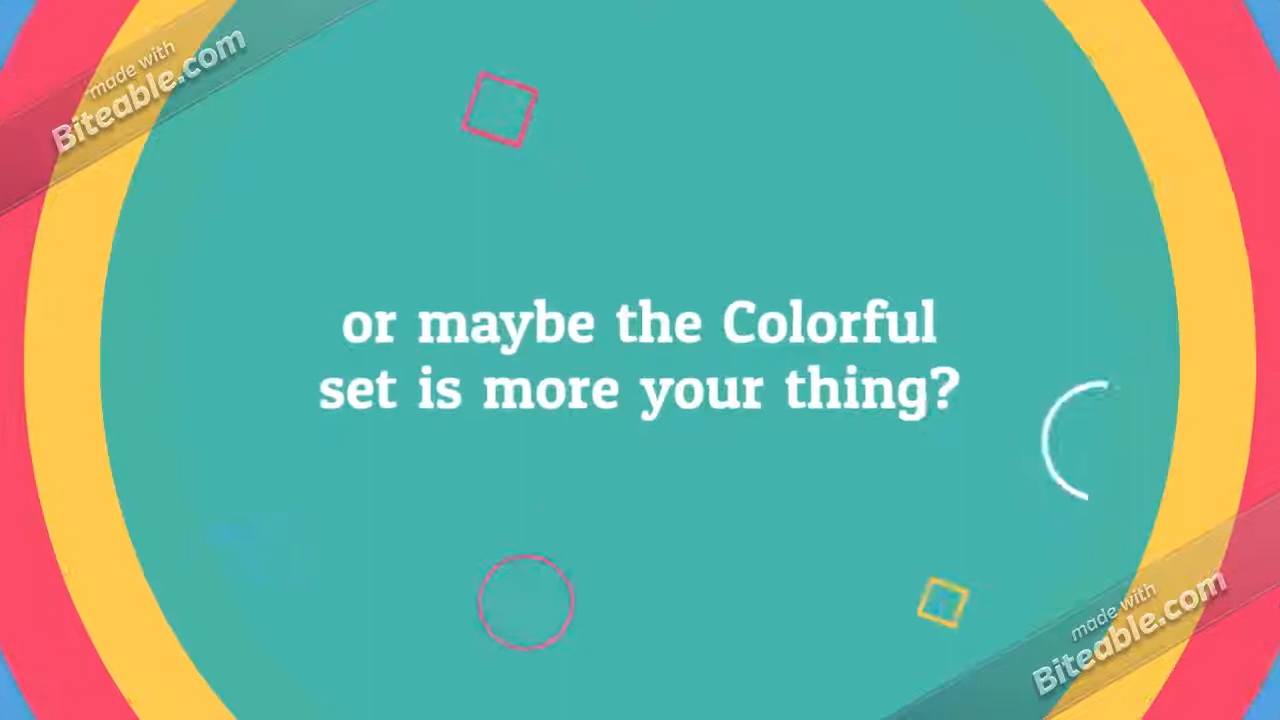 made with
Biteable.com
or maybe the Colorful
set is more your thing?
made with
Biteable.com